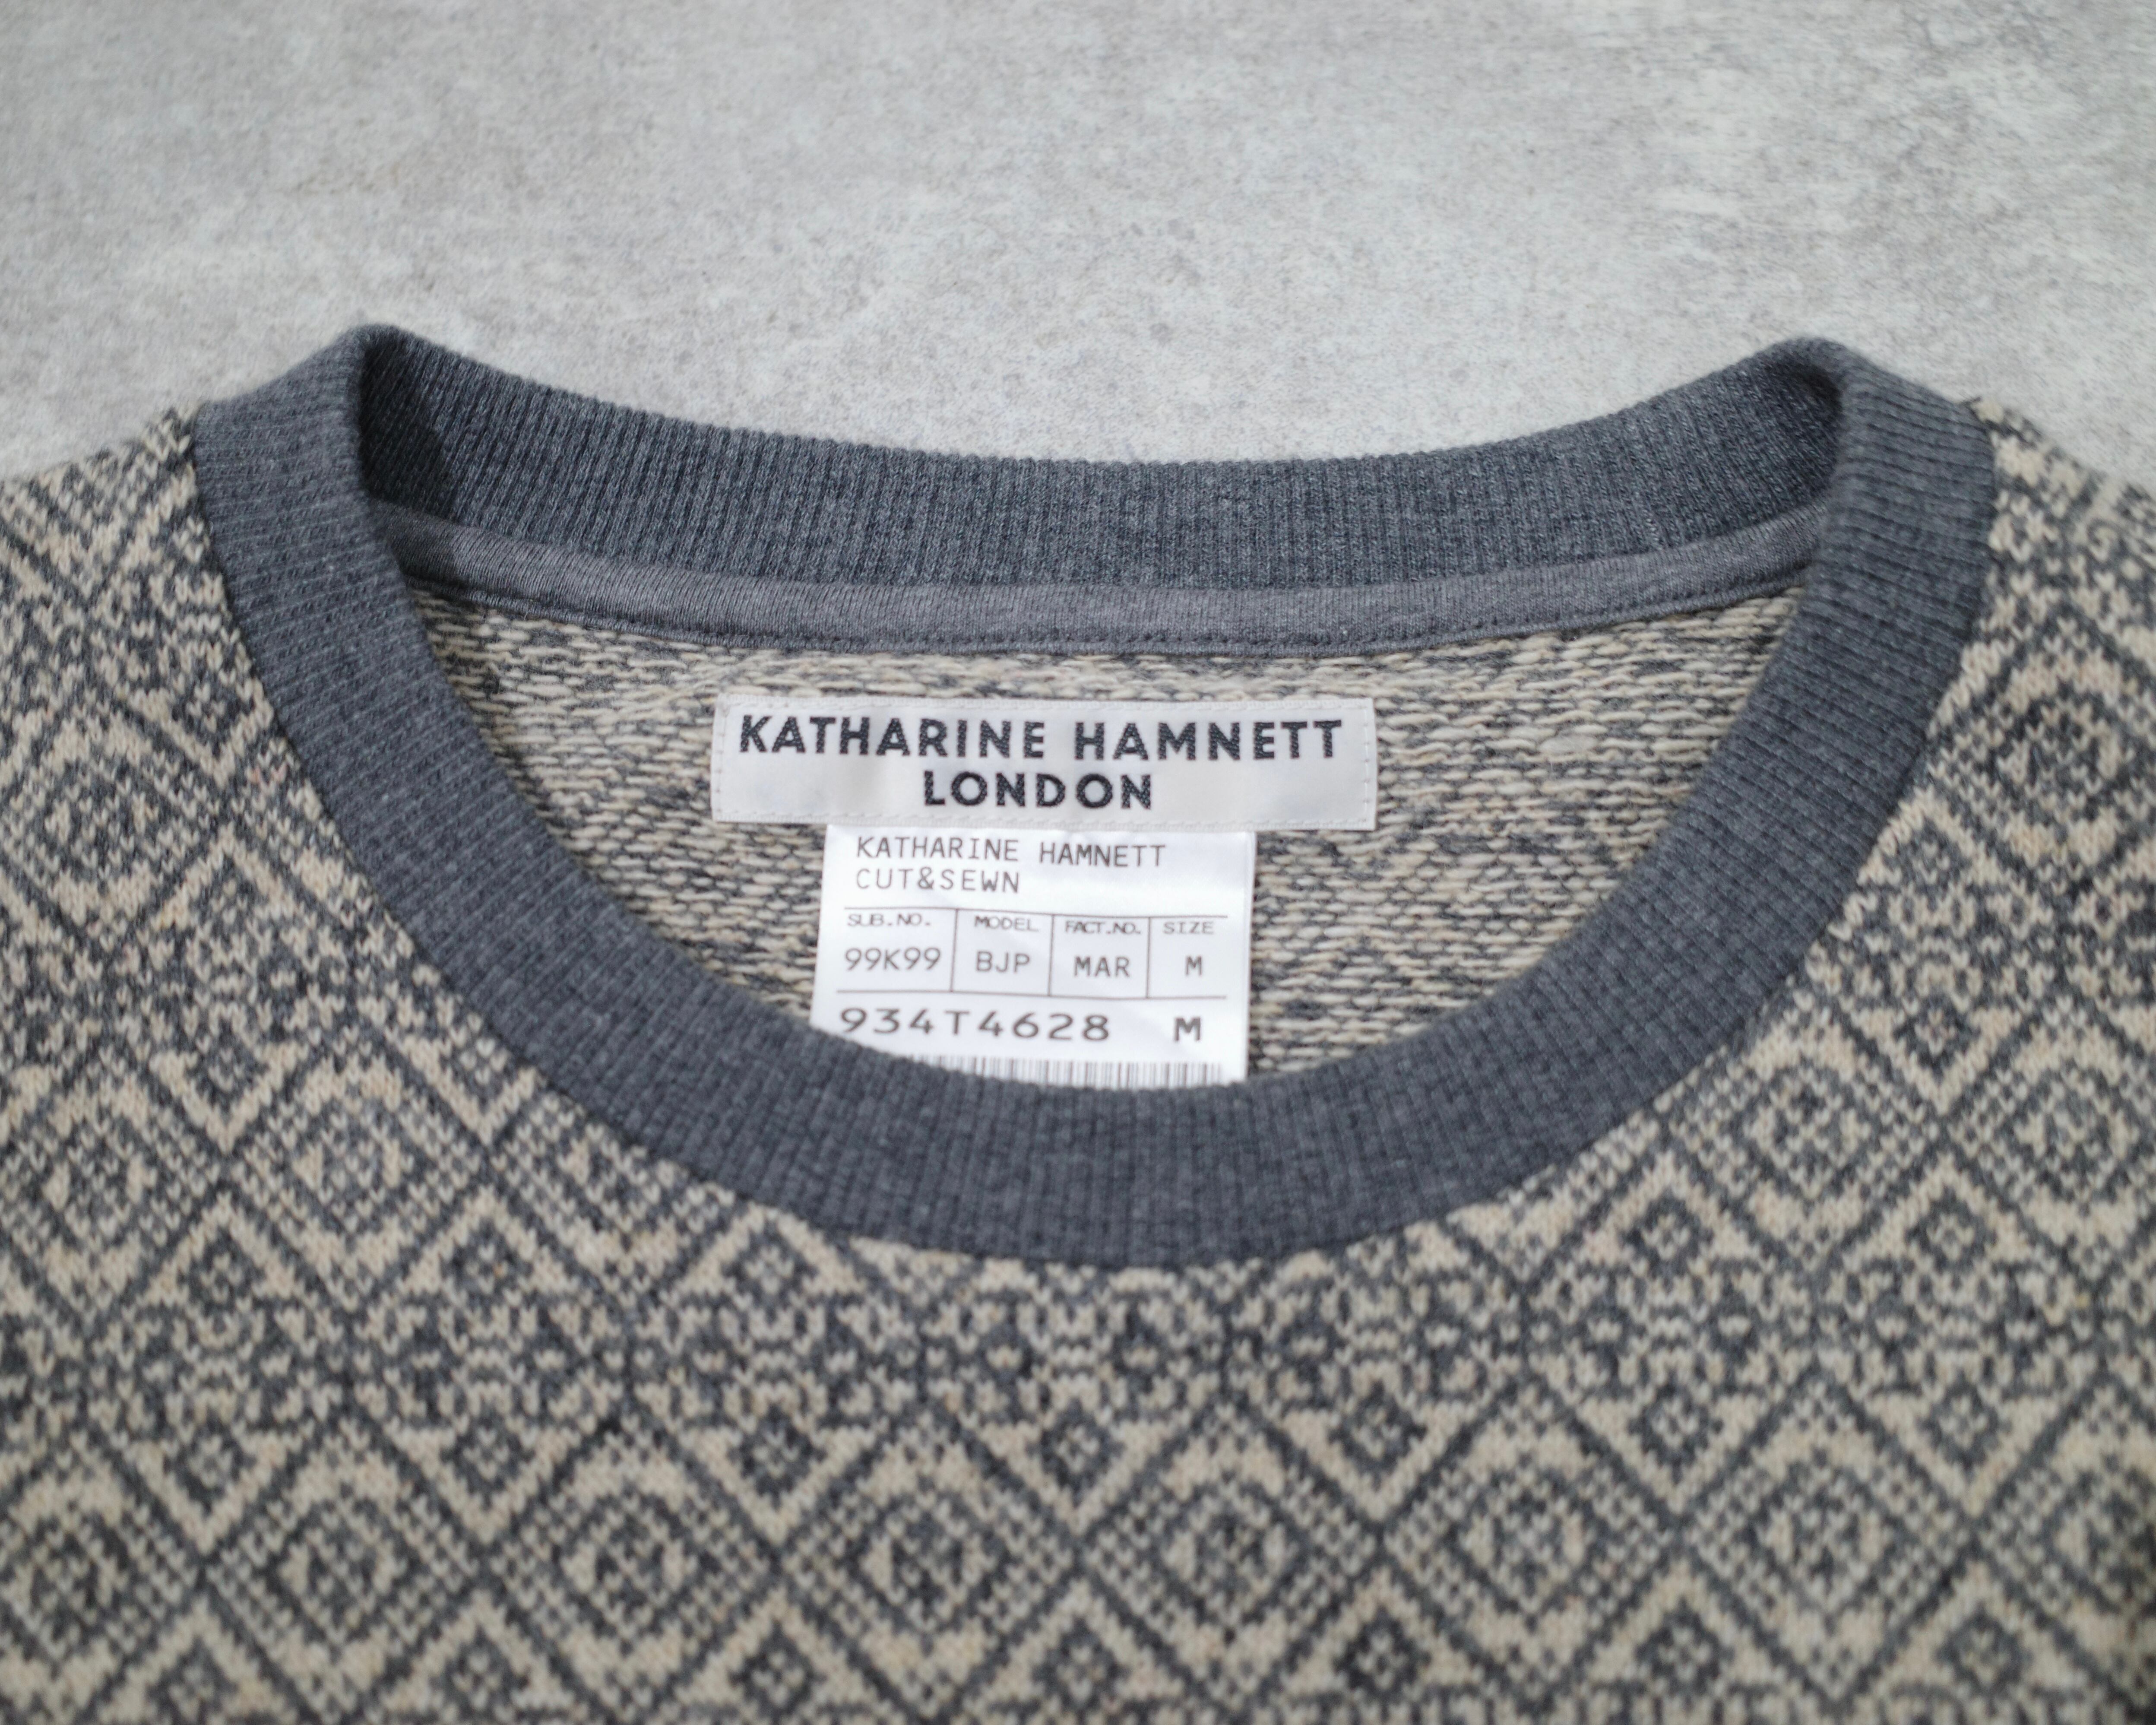 KATHARINE HAMNETT
LONDON
KATHARINE HAMNETT
CUT&SEWN
SUB.NO. MODEL FACT.NO. SIZE
99K99 BJP MAR M
934T4628 M